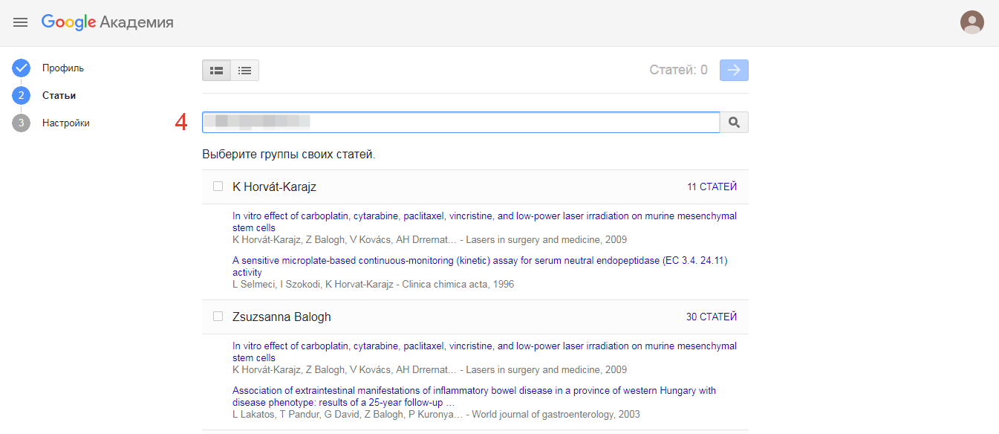 Google Академия
Профиль
Статей: 0
2 Статьи
3 Настройки
4
Выберите группы своих статей.
K Horvát-Karajz 11 СТАТЕЙ
In vitro effect of carboplatin, cytarabine, paclitaxel, vincristine, and low-power laser irradiation on murine mesenchymal
stem cells
K Horvát-Karajz, Z Balogh, V Kovács, AH Drrernat… - Lasers in surgery and medicine, 2009
A sensitive microplate-based continuous-monitoring (kinetic) assay for serum neutral endopeptidase (EC 3.4. 24.11)
activity
L Selmeci, I Szokodi, K Horvat-Karajz - Clinica chimica acta, 1996
Zsuzsanna Balogh 30 СТАТЕЙ
In vitro effect of carboplatin, cytarabine, paclitaxel, vincristine, and low-power laser irradiation on murine mesenchymal
stem cells
K Horvát-Karajz, Z Balogh, V Kovács, AH Drrernat… - Lasers in surgery and medicine, 2009
Association of extraintestinal manifestations of inflammatory bowel disease in a province of western Hungary with
disease phenotype: results of a 25-year follow-up …
L Lakatos, T Pandur, G David, Z Balogh, P Kuronya… - World journal of gastroenterology, 2003